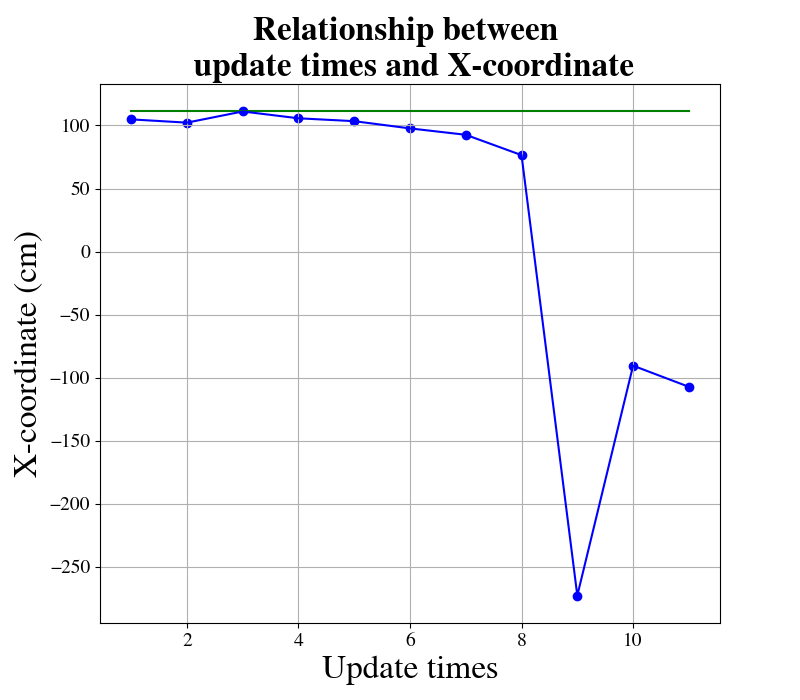 Relationship between
update times and X-coordinate
X-coordinate (cm)
100
50
0
−50
−100
−150
−200
−250
2 4 6 8 10
Update times